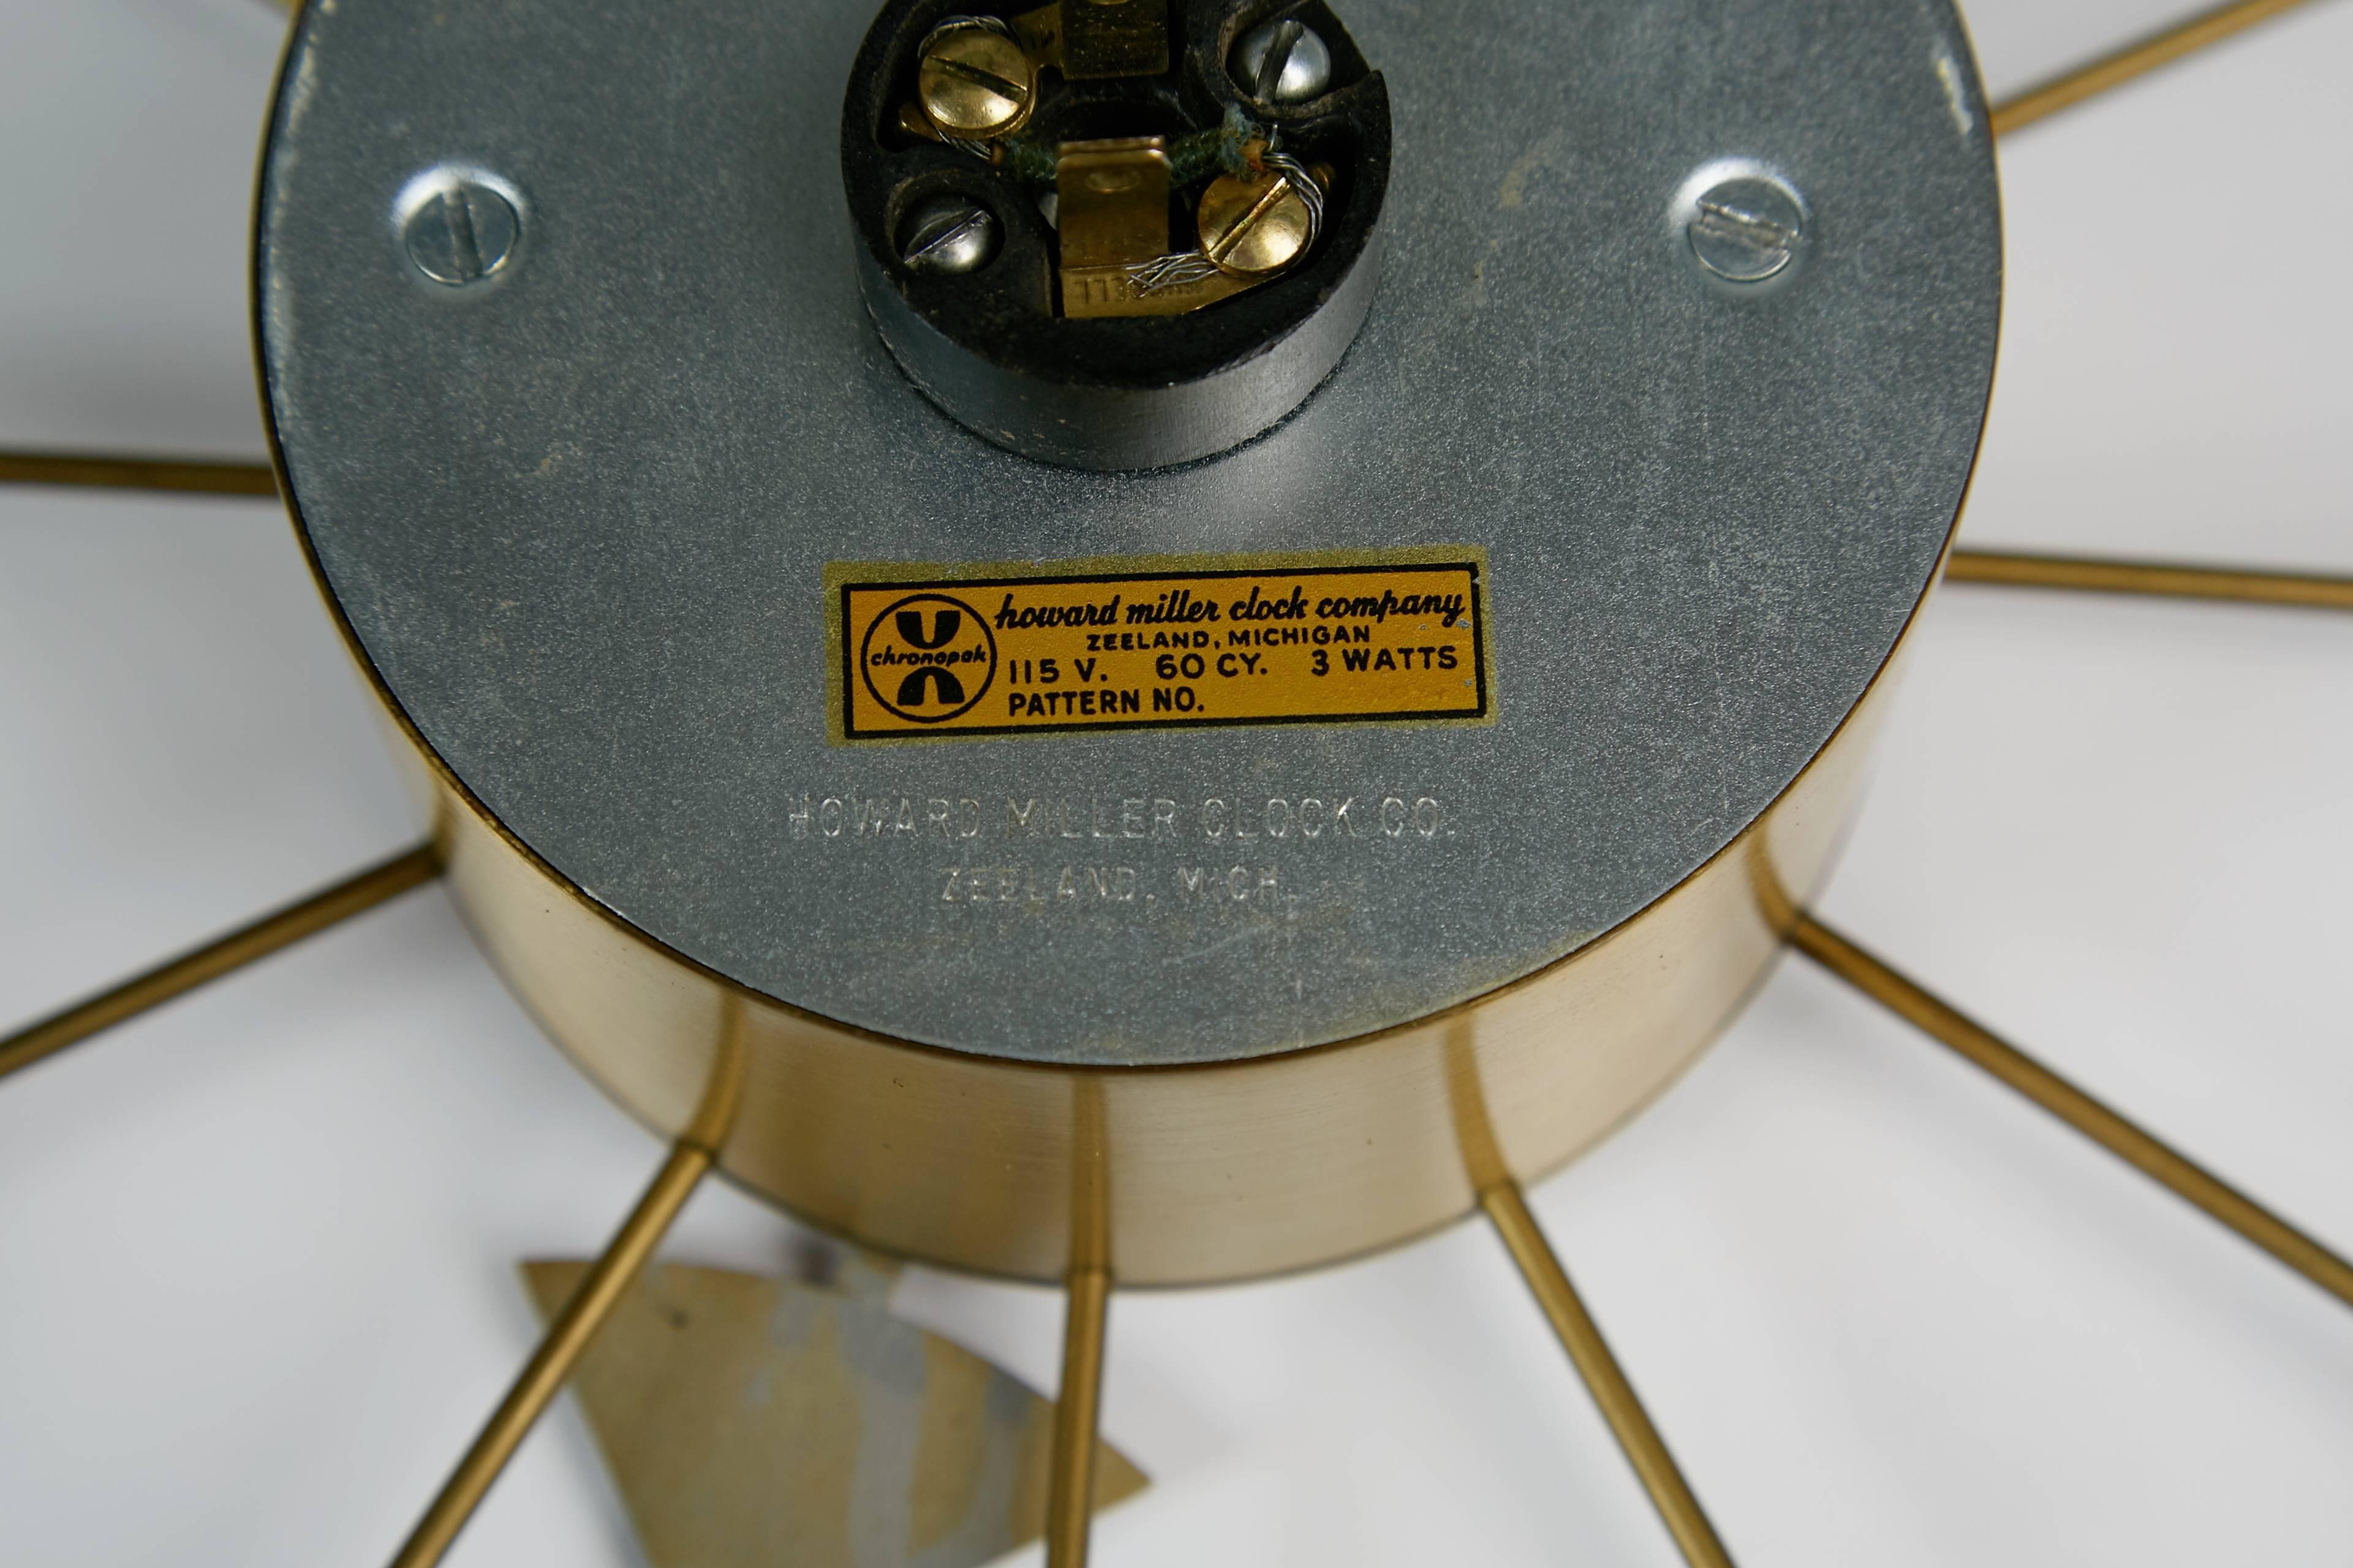 howard miller clock company
ZEELAND, MICHIGAN
chronopak
115 V. 60 CY. 3 WATTS
PATTERN NO.
HOWARD MILLER CLOCK CO.
ZEELAND, MICH.